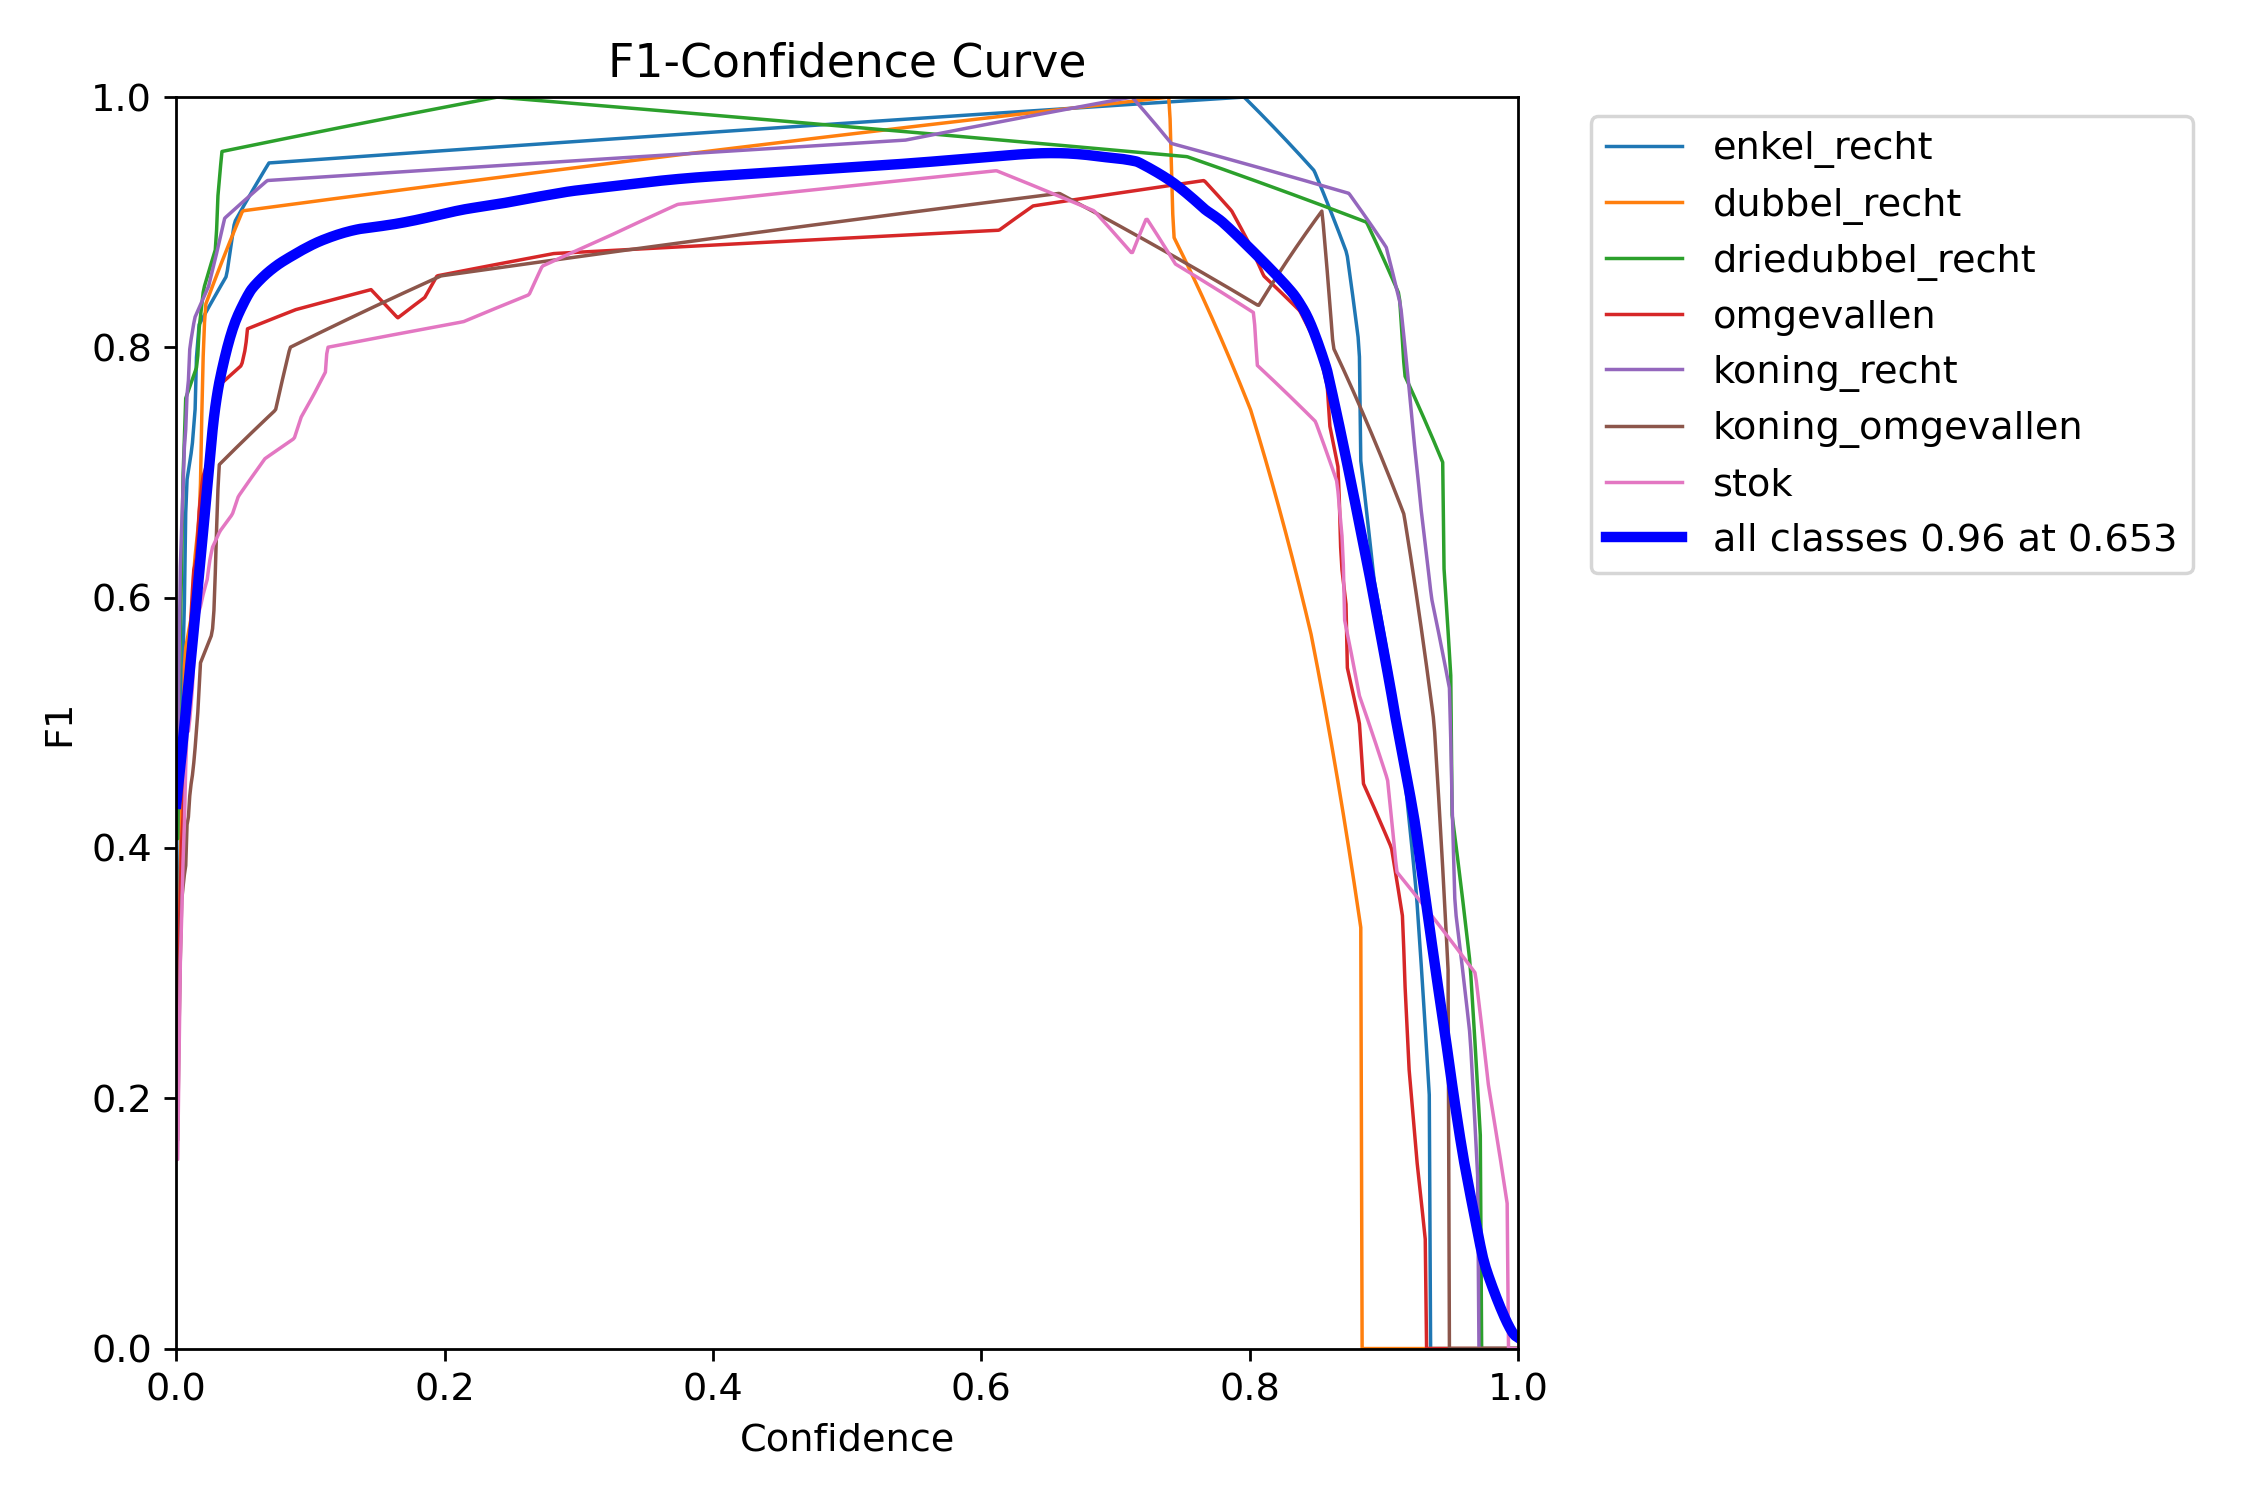 F1-Confidence Curve
1.0
0.8
0.6
0.4
0.2
0.0
F1
0.0 0.2 0.4 0.6 0.8 1.0
Confidence
enkel_recht
dubbel_recht
driedubbel_recht
omgevallen
koning_recht
koning_omgevallen
stok
all classes 0.96 at 0.653